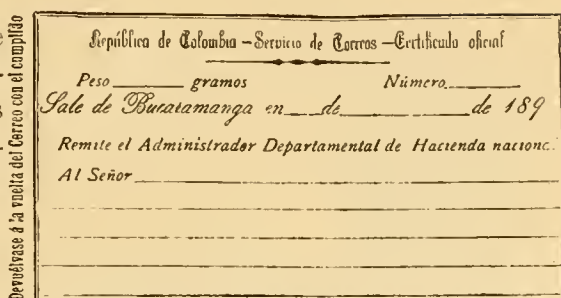 República de Colombia – Servicio de Correos – Certificado oficial
Peso gramos Número
Sale de Bucaramanga en de de 189
Remite el Administrador Departamental de Hacienda nacion
Al Señor
Devuélvase á la vuelta del Correo con el cumplido